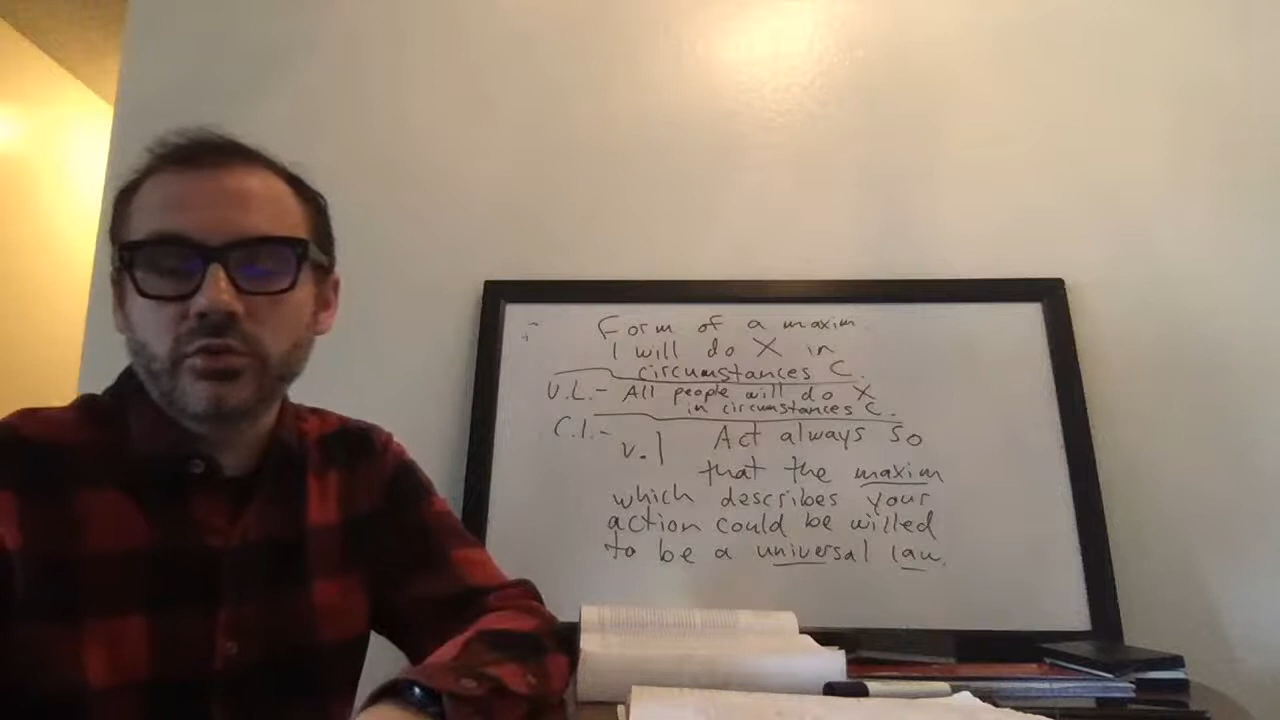 Form of a maxim
I will do X in
circumstances C.
U.L. - All people will do X
in circumstances C.
C.I. -
v.1 Act always so
that the maxim
which describes your
action could be willed
to be a universal law.